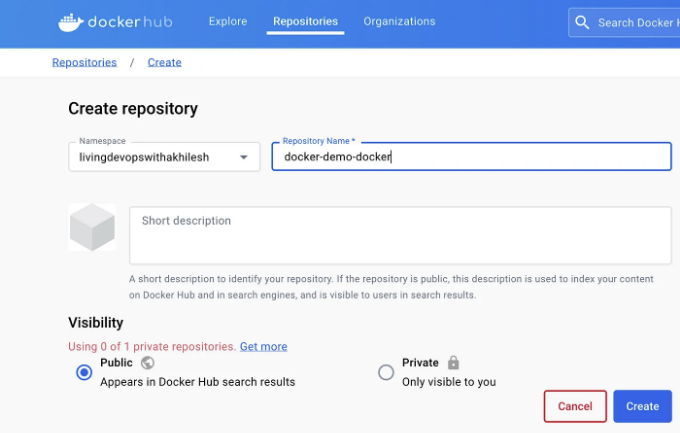 dockerhub Explore Repositories Organizations Search Docker
Repositories / Create
Create repository
Namespace Repository Name *
livingdevopswithakhilesh docker-demo-docker
Short description
A short description to identify your repository. If the repository is public, this description is used to index your content
on Docker Hub and in search engines, and is visible to users in search results.
Visibility
Using 0 of 1 private repositories. Get more
Public Private
Appears in Docker Hub search results Only visible to you
Cancel Create